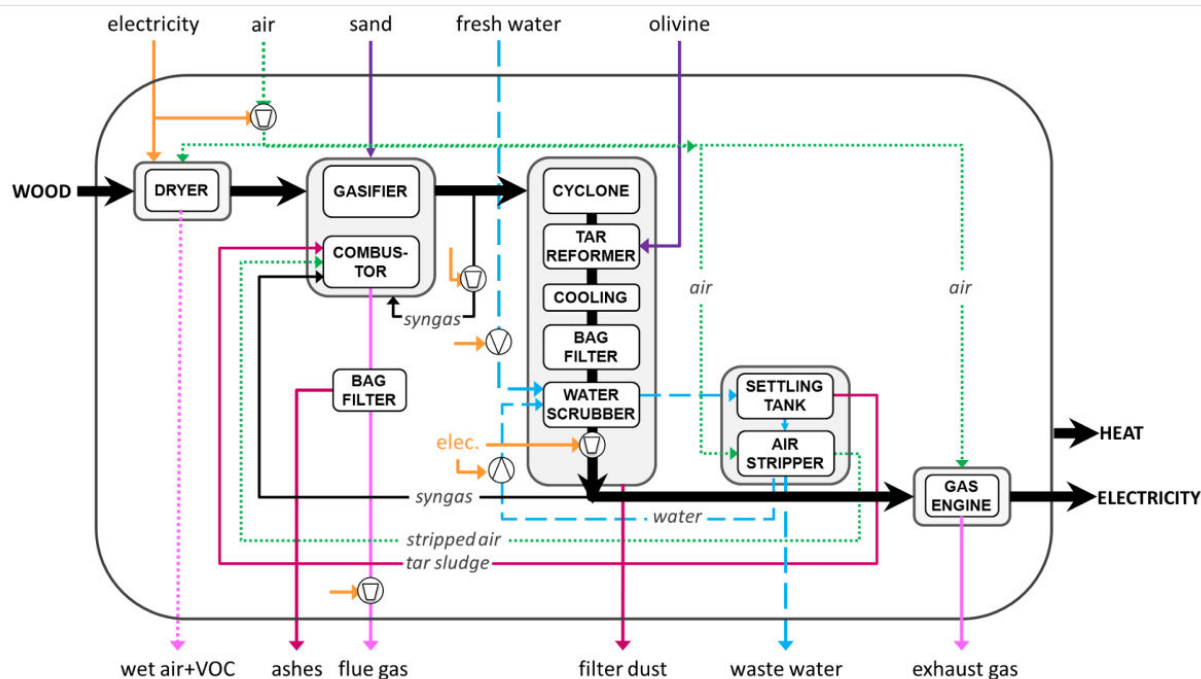 electricity
air
sand
fresh water
olivine
WOOD
DRYER
GASIFIER
CYCLONE
COMBUS-
TOR
TAR
REFORMER
COOLING
air
air
syngas
BAG
FILTER
BAG
FILTER
WATER
SCRUBBER
SETTLING
TANK
AIR
STRIPPER
elec.
HEAT
GAS
ENGINE
ELECTRICITY
syngas
water
stripped air
tar sludge
wet air+VOC
ashes
flue gas
filter dust
waste water
exhaust gas